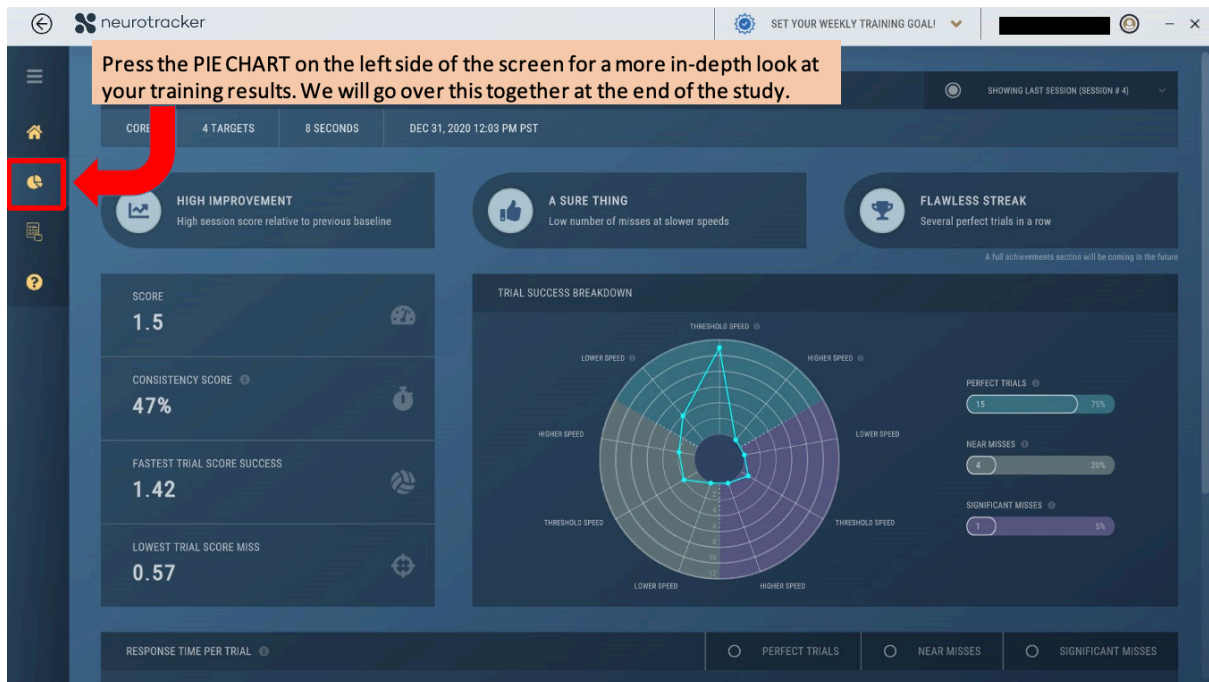 neurotracker
SET YOUR WEEKLY TRAINING GOAL!
Press the PIE CHART on the left side of the screen for a more in-depth look at
your training results. We will go over this together at the end of the study.
SHOWING LAST SESSION (SESSION # 4)
CORE
4 TARGETS
8 SECONDS
DEC 31, 2020 12:03 PM PST
HIGH IMPROVEMENT
High session score relative to previous baseline
A SURE THING
Low number of misses at slower speeds
FLAWLESS STREAK
Several perfect trials in a row
A full achievements section will be coming in the future
SCORE
1.5
CONSISTENCY SCORE
47%
FASTEST TRIAL SCORE SUCCESS
1.42
LOWEST TRIAL SCORE MISS
0.57
TRIAL SUCCESS BREAKDOWN
THRESHOLD SPEED
LOWER SPEED
HIGHER SPEED
HIGHER SPEED
LOWER SPEED
THRESHOLD SPEED
THRESHOLD SPEED
LOWER SPEED
HIGHER SPEED
2
4
6
8
10
12
PERFECT TRIALS
15 75%
NEAR MISSES
4 20%
SIGNIFICANT MISSES
1 5%
RESPONSE TIME PER TRIAL
PERFECT TRIALS
NEAR MISSES
SIGNIFICANT MISSES